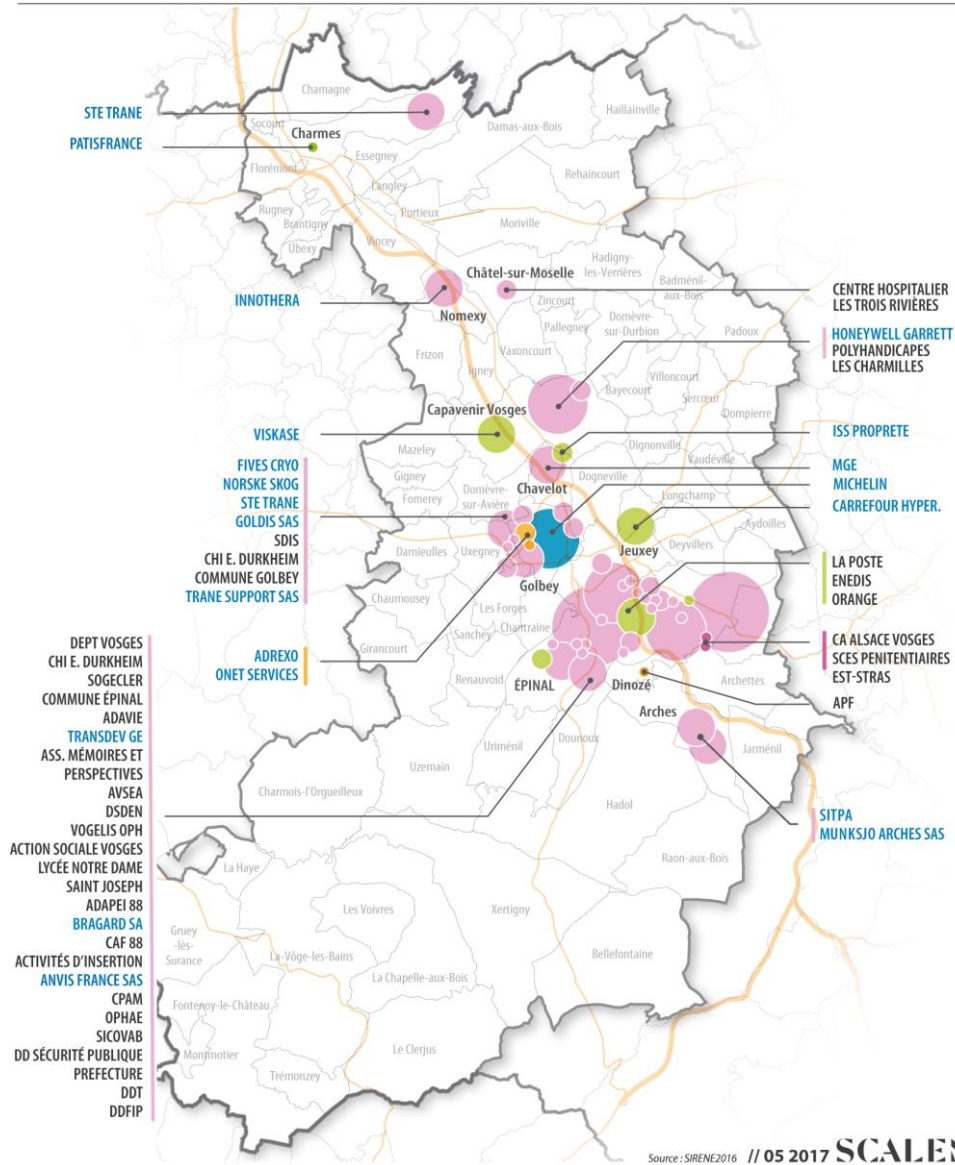 Chamagne
STE TRANE
Socourt
Charmes
Damas-aux-Bois
Haillainville
PATISFRANCE
Florémont
Essegney
Langley
Rehaincourt
Rugney
Brantigny
Ubexy
Portieux
Moriville
Vincey
Hadigny
-les-Verrières
Badménil
-aux-Bois
Châtel-sur-Moselle
INNOTHERA
Nomexy
Zincourt
Pallegney
Domèvre
-sur-Durbion
Padoux
CENTRE HOSPITALIER
LES TROIS RIVIÈRES
HONEYWELL GARRETT
POLYHANDICAPES
LES CHARMILLES
Frizon
Vaxoncourt
Igney
Villoncourt
Bayecourt
Sercœur
Dompierre
Capavenir Vosges
VISKASE
Mazeley
Dignonville
Vaudéville
ISS PROPRETE
Gigney
Fomerey
Domèvre
-sur-Avière
Chavelot
Dogneville
Longchamp
MGE
MICHELIN
CARREFOUR HYPER.
FIVES CRYO
NORSKE SKOG
STE TRANE
GOLDIS SAS
SDIS
CHI E. DURKHEIM
COMMUNE GOLBEY
TRANE SUPPORT SAS
Darnieulles
Uxegney
Golbey
Jeuxey
Deyvillers
Aydoilles
Chaumousey
Les Forges
Chantraine
Sanchey
Girancourt
Renauvoid
LA POSTE
ENEDIS
ORANGE
CA ALSACE VOSGES
SCES PENITENTIAIRES
EST-STRAS
APF
ADREXO
ONET SERVICES
ÉPINAL
Dinozé
Archettes
Arches
DEPT VOSGES
CHI E. DURKHEIM
SOGECLER
COMMUNE ÉPINAL
ADAVIE
TRANSDEV GE
ASS. MÉMOIRES ET
PERSPECTIVES
AVSEA
DSDEN
VOGELIS OPH
ACTION SOCIALE VOSGES
LYCÉE NOTRE DAME
SAINT JOSEPH
ADAPEI 88
BRAGARD SA
CAF 88
ACTIVITÉS D'INSERTION
ANVIS FRANCE SAS
CPAM
OPHAE
SICOVAB
DD SÉCURITÉ PUBLIQUE
PREFECTURE
DDT
DDFIP
Uriménil
Dounoux
Uzemain
Jarménil
Charmois-l'Orgueilleux
Hadol
SITPA
MUNKSJO ARCHES SAS
Raon-aux-Bois
La Haye
Les Voivres
Xertigny
Gruey
-lès-
Surance
La-Vôge-les-Bains
Bellefontaine
La Chapelle-aux-Bois
Fontenoy-le-Château
Le Clerjus
Montmotier
Trémonzey
Source : SIRENE2016 // 05 2017 SCALEN